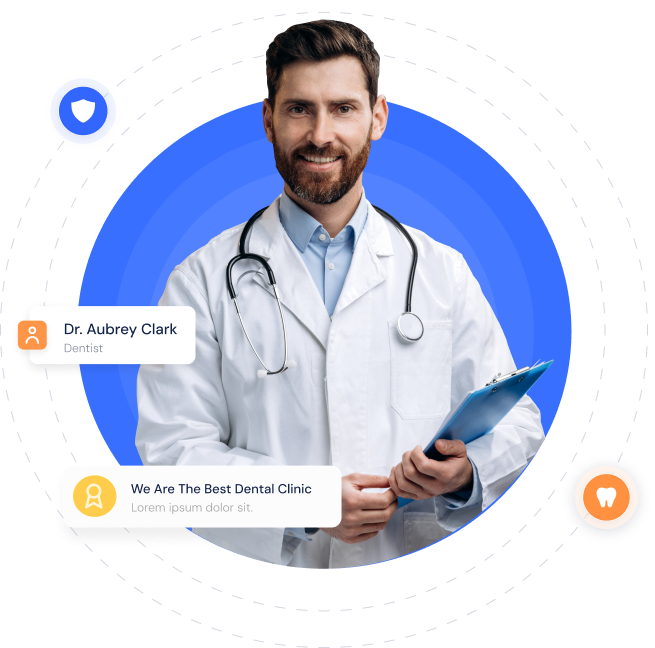 Dr. Aubrey Clark
Dentist
We Are The Best Dental Clinic
Lorem ipsum dolor sit.